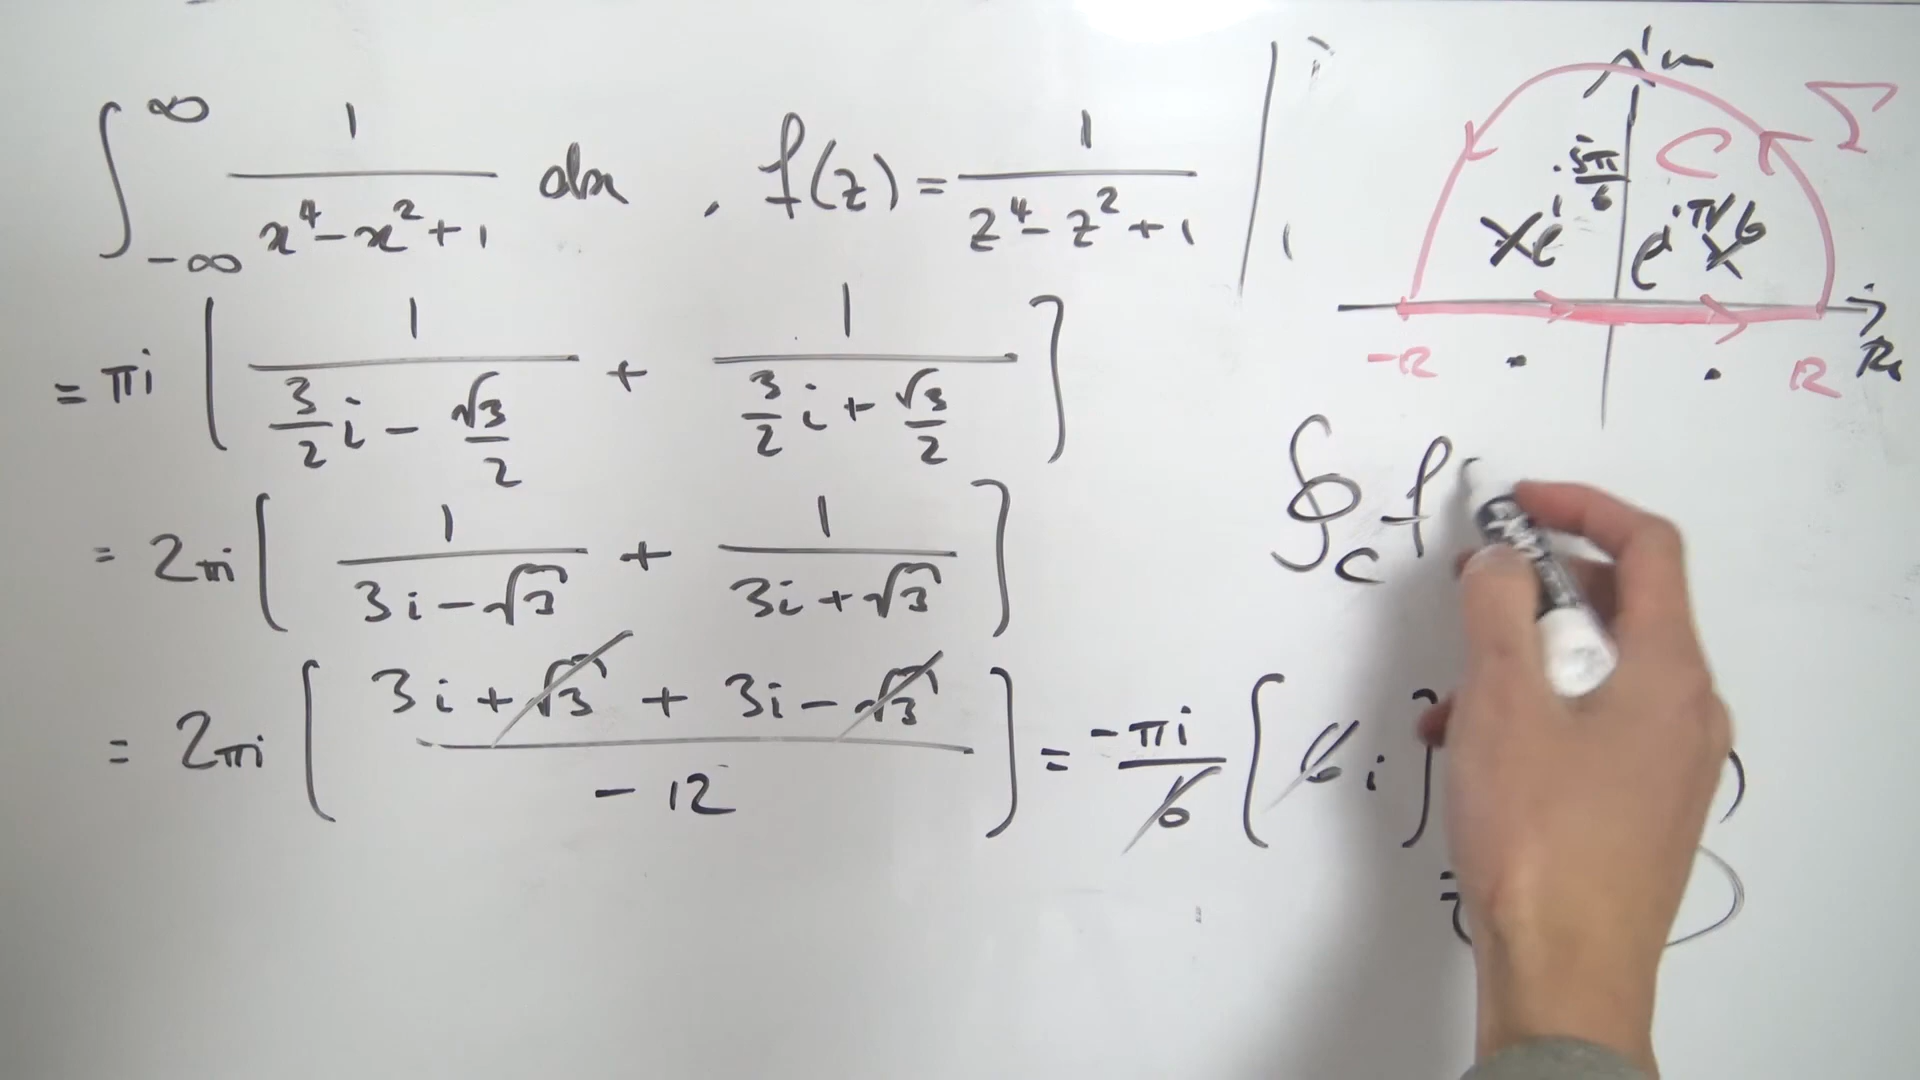 ∫_{-∞}^{∞} 1/(x⁴ - x² + 1) dx , f(z) = 1/(z⁴ - z² + 1)
= πi [ 1/(3/2 i - √3/2) + 1/(3/2 i + √3/2) ]
= 2πi [ 1/(3i - √3) + 1/(3i + √3) ]
= 2πi [ (3i + √3 + 3i - √3)/(-12) ] = -πi/6 [ 6i ]
=
Im
Γ
C
e^{i 5π/6}
e^{iπ/6}
-R
R
Re
∮_C f